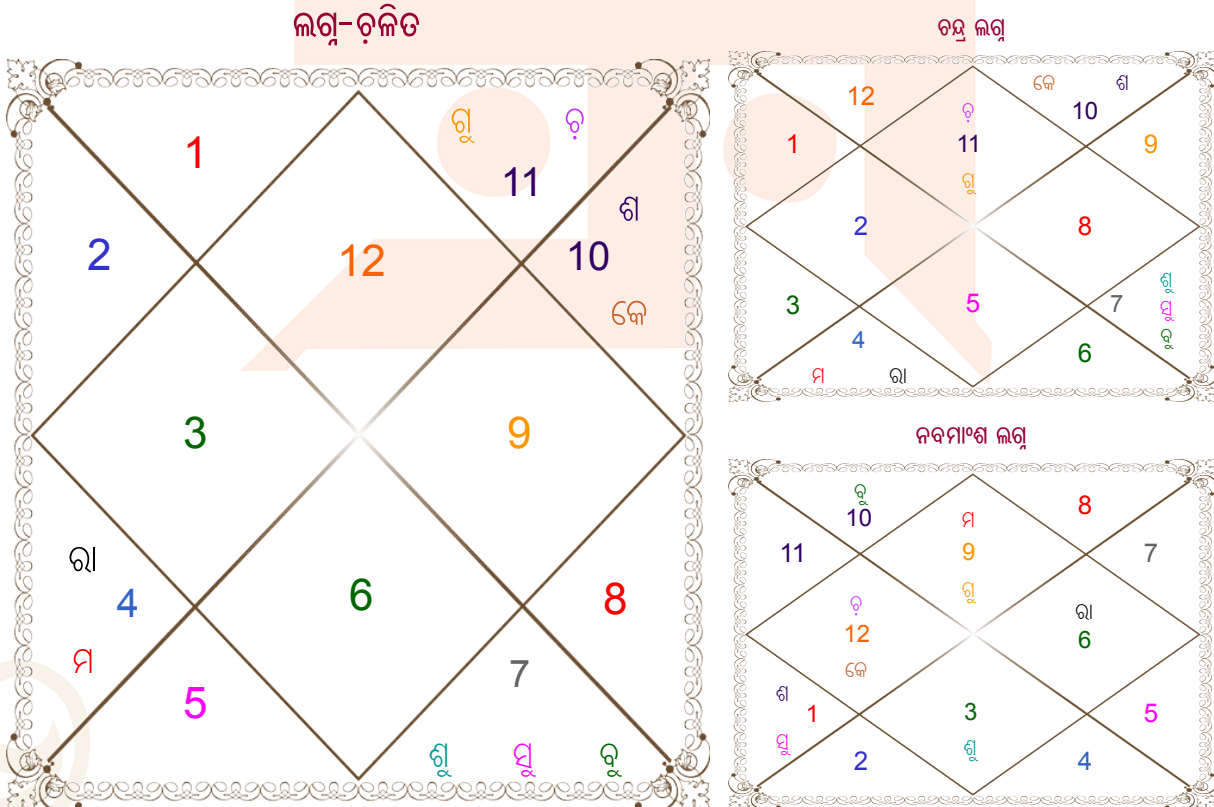 ଲଗ୍ନ-ଚ଼ଳିତ
ଗୁ ଚ଼
1
11
ଶ
2
12
10
କେ
3
9
ରା
4
6
8
ମ
5
7
ଶୁ ସୁ ବୁ
ଚନ୍ଦ୍ର ଲଗ୍ନ
କେ ଶ
12
ଚ଼
10
1
11
9
ଗୁ
2
8
ଶୁ
3
5
7
ସୁ
4
6
ବୁ
ମ ରା
ନବମାଂଶ ଲଗ୍ନ
ବୁ
10
ମ
8
11
9
7
ଗୁ
ଚ଼
ରା
12
6
କେ
ଶ
1
3
5
ସୁ
2
ଶୁ
4